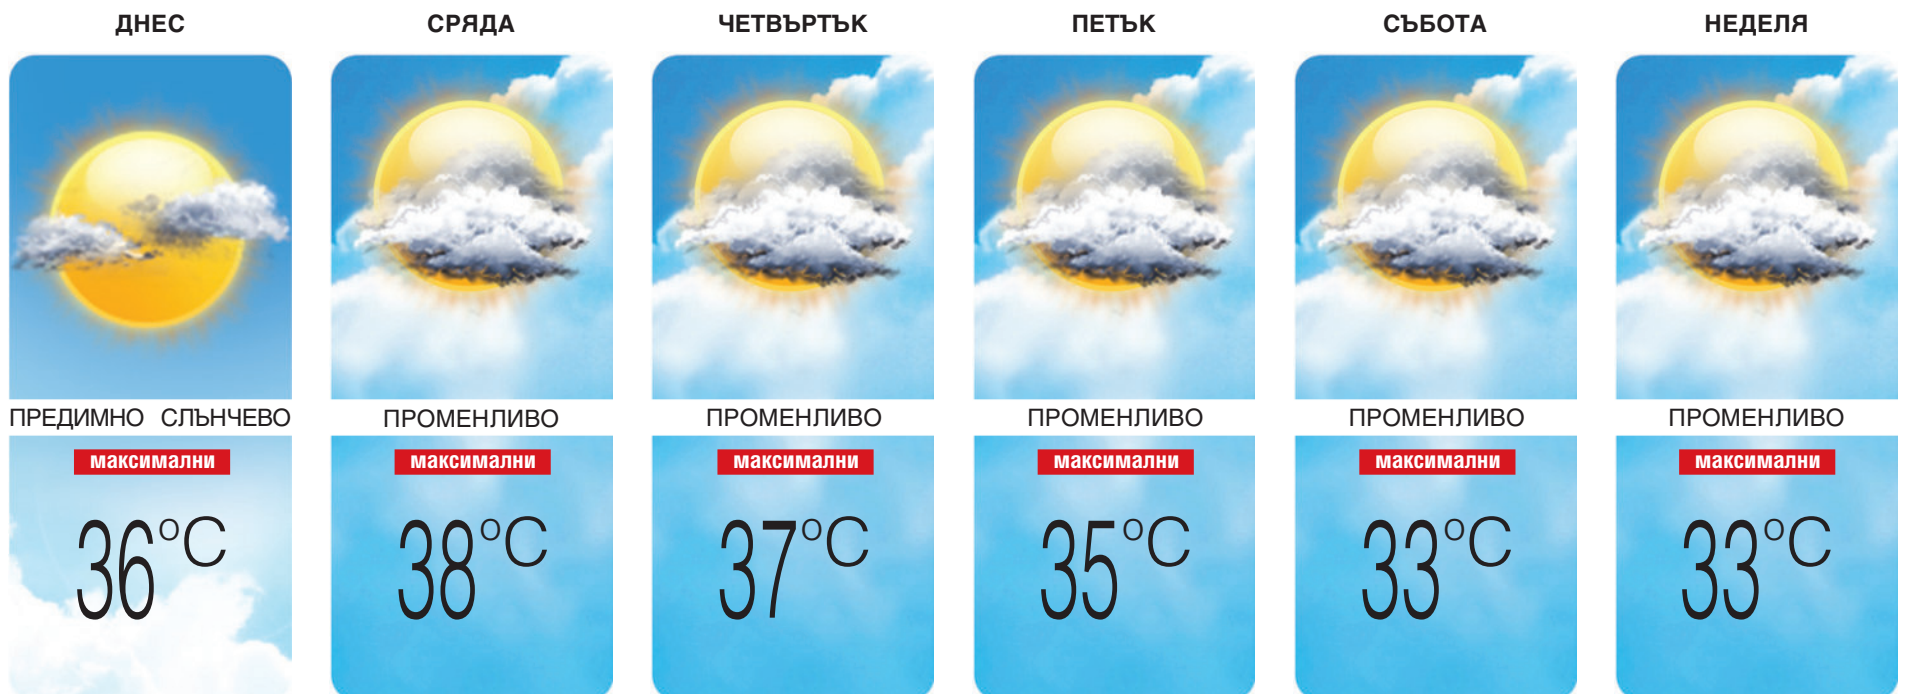 ДНЕС
СРЯДА
ЧЕТВЪРТЪК
ПЕТЪК
СЪБОТА
НЕДЕЛЯ
ПРЕДИМНО СЛЪНЧЕВО
ПРОМЕНЛИВО
ПРОМЕНЛИВО
ПРОМЕНЛИВО
ПРОМЕНЛИВО
ПРОМЕНЛИВО
максимални
максимални
максимални
максимални
максимални
максимални
36°C
38°C
37°C
35°C
33°C
33°C